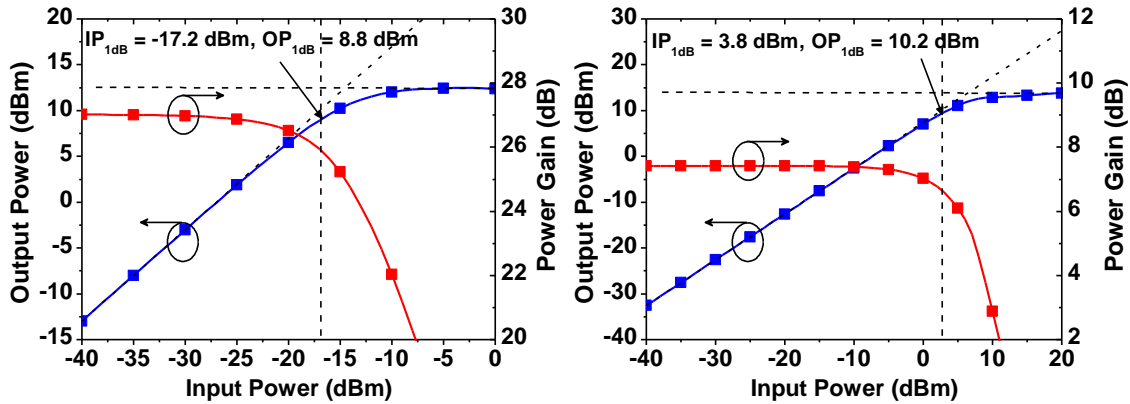 IP1dB = -17.2 dBm, OP1dB = 8.8 dBm
Output Power (dBm)
20
15
10
5
0
-5
-10
-15
Power Gain (dB)
30
28
26
24
22
20
-40 -35 -30 -25 -20 -15 -10 -5 0
Input Power (dBm)
IP1dB = 3.8 dBm, OP1dB = 10.2 dBm
Output Power (dBm)
30
20
10
0
-10
-20
-30
-40
Power Gain (dB)
12
10
8
6
4
2
-40 -30 -20 -10 0 10 20
Input Power (dBm)